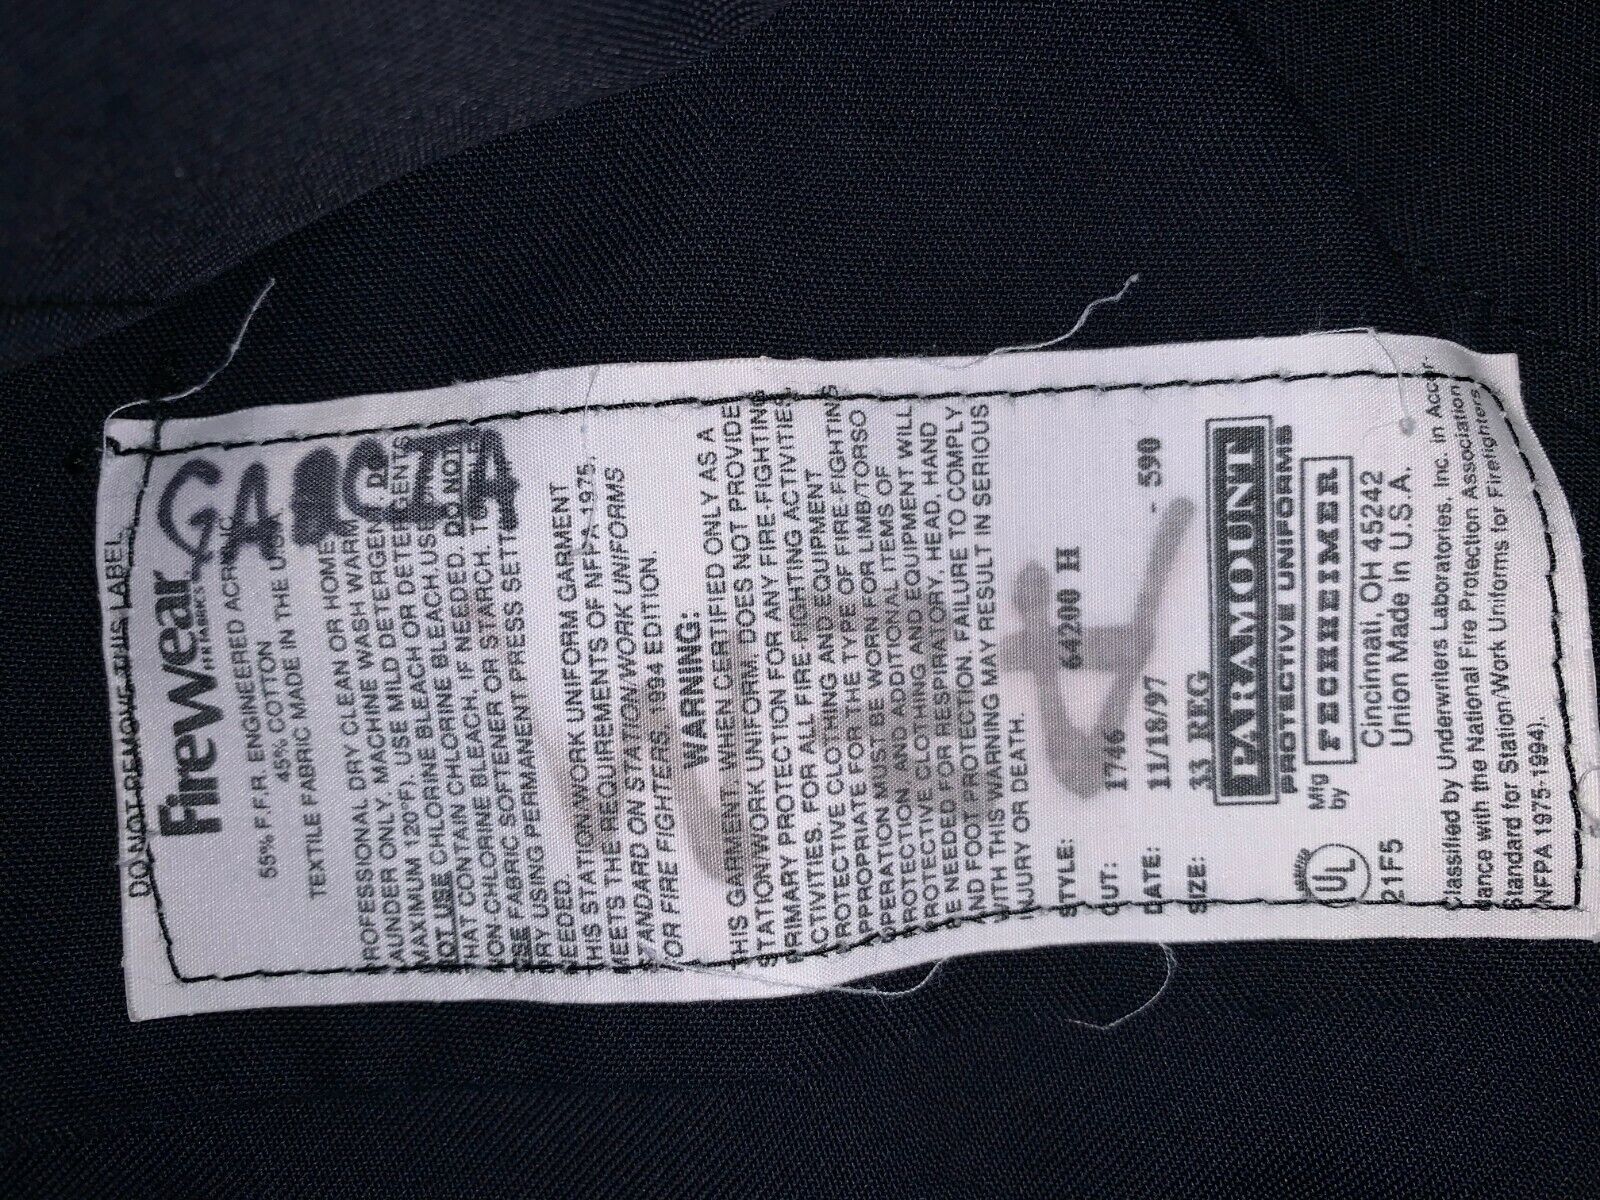 DO NOT REMOVE THIS LABEL
Firewear
FABRICS
55% F.F.R. ENGINEERED ACRYLIC
45% COTTON
TEXTILE FABRIC MADE IN THE U.S.A.
PROFESSIONAL DRY CLEAN OR HOME
LAUNDER ONLY. MACHINE WASH WARM
MAXIMUM 120°F). USE MILD DETERGENT. DO
NOT USE CHLORINE BLEACH OR DETERGENTS
THAT CONTAIN CHLORINE BLEACH. USE
NON CHLORINE BLEACH, IF NEEDED. DO NOT
USE FABRIC SOFTENER OR STARCH. TUMBLE
DRY USING PERMANENT PRESS SETTING
NEEDED.
THIS STATION/WORK UNIFORM GARMENT
MEETS THE REQUIREMENTS OF NFPA 1975,
STANDARD ON STATION/WORK UNIFORMS
FOR FIRE FIGHTERS, 1994 EDITION.
WARNING:
THIS GARMENT, WHEN CERTIFIED ONLY AS A
STATION/WORK UNIFORM, DOES NOT PROVIDE
PRIMARY PROTECTION FOR ANY FIRE-FIGHTING
ACTIVITIES. FOR ALL FIRE-FIGHTING ACTIVITIES,
PROTECTIVE CLOTHING AND EQUIPMENT
APPROPRIATE FOR THE TYPE OF FIRE-FIGHTING
OPERATION MUST BE WORN FOR LIMB/TORSO
PROTECTION, AND ADDITIONAL ITEMS OF
PROTECTIVE CLOTHING AND EQUIPMENT WILL
BE NEEDED FOR RESPIRATORY, HEAD, HAND
AND FOOT PROTECTION. FAILURE TO COMPLY
WITH THIS WARNING MAY RESULT IN SERIOUS
INJURY OR DEATH.
STYLE: 64200 H
CUT: 1746
DATE: 11/18/97 - 590
SIZE: 33 REG
PARAMOUNT
PROTECTIVE UNIFORMS
Mfg by FECHHEIMER
Cincinnati, OH 45242
Union Made in U.S.A.
UL
21F5
Classified by Underwriters Laboratories, Inc. In Accor-
dance with the National Fire Protection Association
Standard for Station/Work Uniforms for Firefighters
(NFPA 1975-1994).